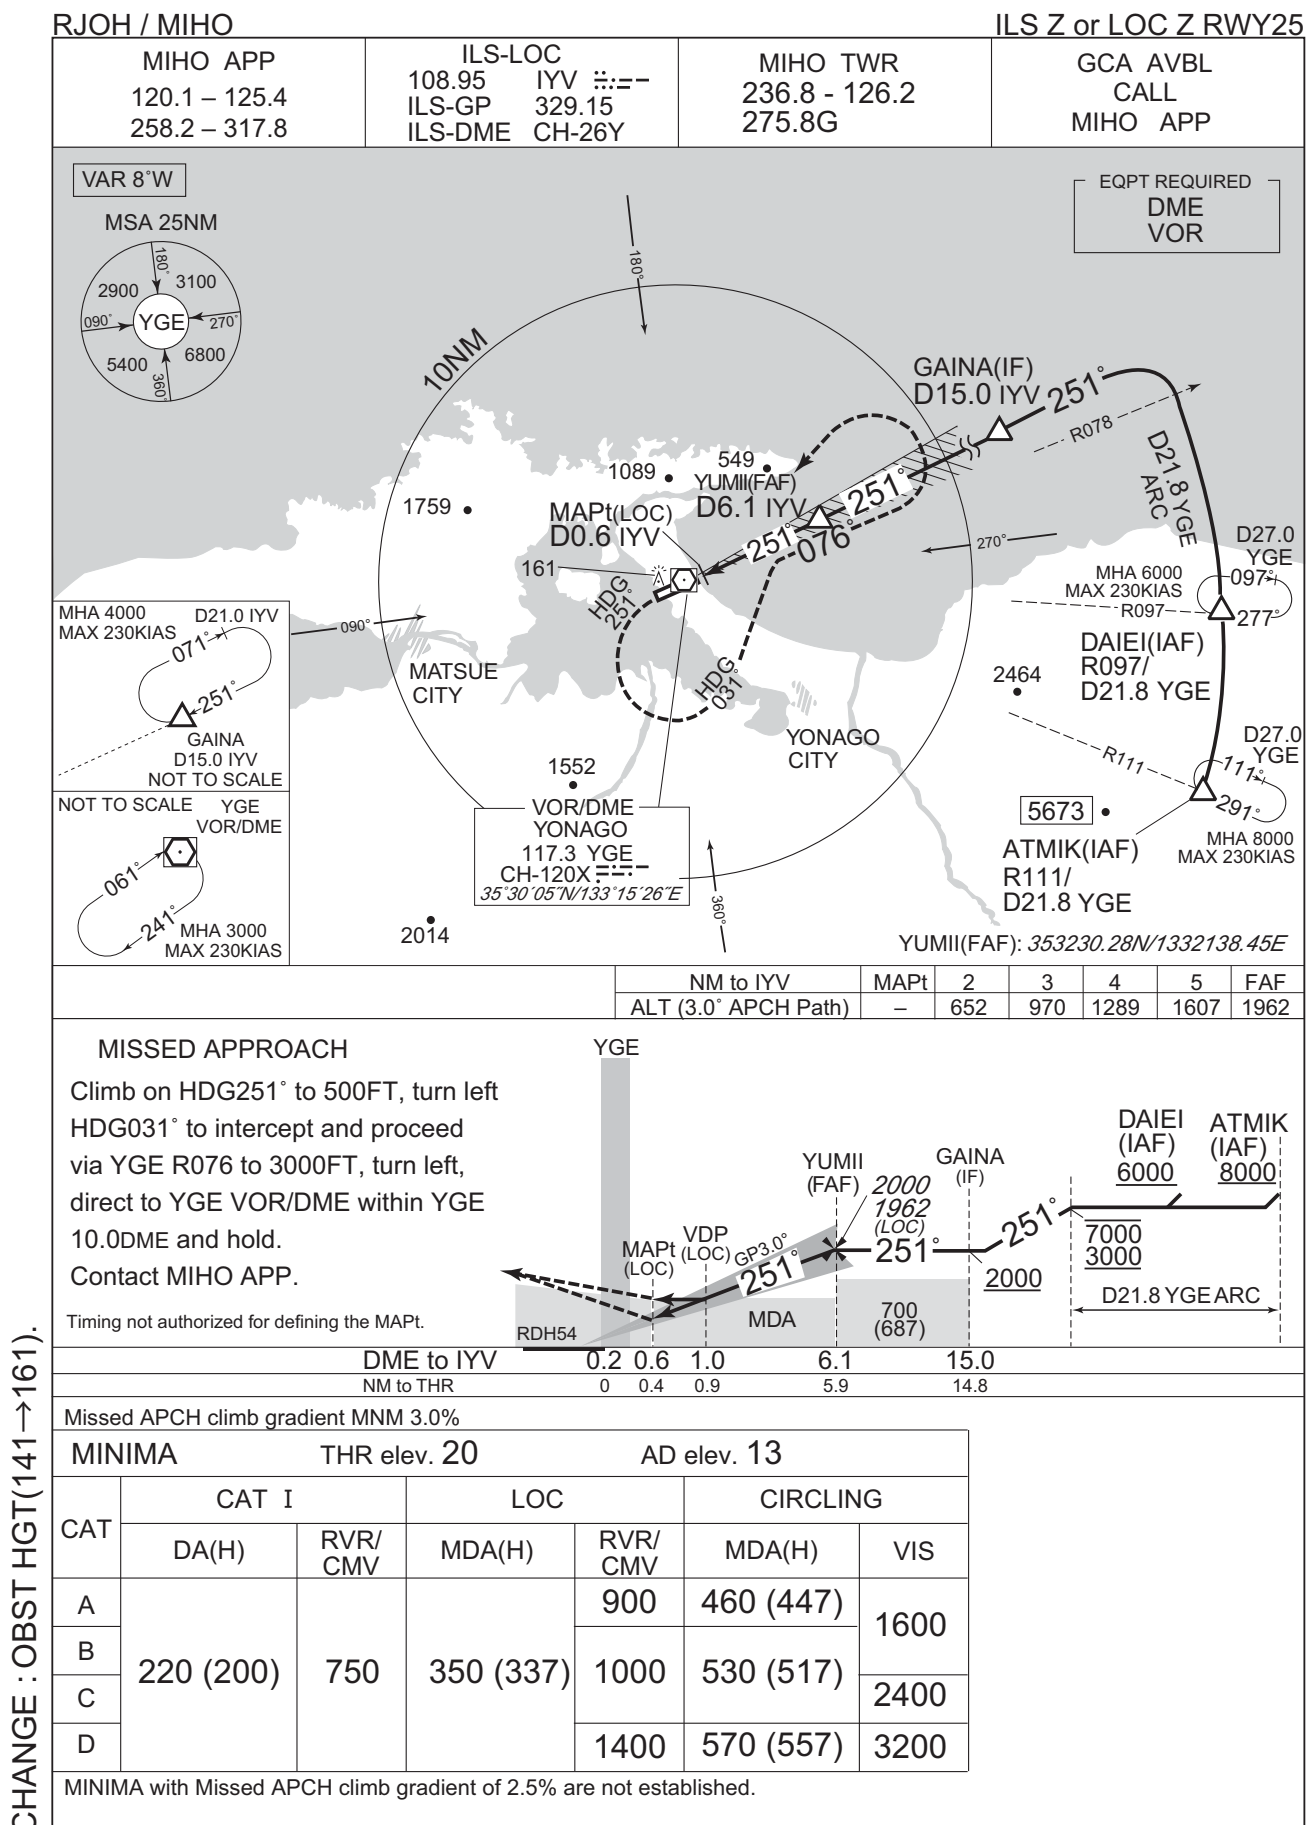 RJOH / MIHO
ILS Z or LOC Z RWY25
MIHO APP
120.1 – 125.4
258.2 – 317.8
ILS-LOC
108.95 IYV
ILS-GP 329.15
ILS-DME CH-26Y
MIHO TWR
236.8 - 126.2
275.8G
GCA AVBL
CALL
MIHO APP
VAR 8°W
MSA 25NM
180°
2900
3100
090°
YGE
270°
5400
6800
360°
EQPT REQUIRED
DME
VOR
180°
10NM
GAINA(IF)
D15.0 IYV
251°
R078
D21.8 YGE
ARC
1089
549
YUMII(FAF)
D6.1 IYV
251°
1759
MAPt(LOC)
D0.6 IYV
251°
076°
270°
161
HDG
251°
D27.0
YGE
MHA 6000
MAX 230KIAS
097°
R097
277°
DAIEI(IAF)
R097/
D21.8 YGE
MHA 4000
MAX 230KIAS
D21.0 IYV
071°
251°
GAINA
D15.0 IYV
NOT TO SCALE
090°
MATSUE
CITY
HDG
031°
2464
YONAGO
CITY
R111
D27.0
YGE
111°
291°
MHA 8000
MAX 230KIAS
5673
ATMIK(IAF)
R111/
D21.8 YGE
1552
VOR/DME
YONAGO
117.3 YGE
CH-120X
35°30´05˝N/133°15´26˝E
360°
NOT TO SCALE
YGE
VOR/DME
061°
241°
MHA 3000
MAX 230KIAS
2014
YUMII(FAF): 353230.28N/1332138.45E
NM to IYV MAPt 2 3 4 5 FAF
ALT (3.0° APCH Path) – 652 970 1289 1607 1962
MISSED APPROACH
Climb on HDG251° to 500FT, turn left
HDG031° to intercept and proceed
via YGE R076 to 3000FT, turn left,
direct to YGE VOR/DME within YGE
10.0DME and hold.
Contact MIHO APP.
Timing not authorized for defining the MAPt.
YGE
DAIEI
(IAF)
6000
ATMIK
(IAF)
8000
YUMII
(FAF)
2000
1962
(LOC)
GAINA
(IF)
MAPt
(LOC)
VDP
(LOC)
GP3.0°
251°
251°
251°
7000
3000
2000
D21.8 YGE ARC
MDA
700
(687)
RDH54
DME to IYV 0.2 0.6 1.0 6.1 15.0
NM to THR 0 0.4 0.9 5.9 14.8
Missed APCH climb gradient MNM 3.0%
MINIMA THR elev. 20 AD elev. 13
CAT
CAT I
LOC
CIRCLING
DA(H)
RVR/
CMV
MDA(H)
RVR/
CMV
MDA(H)
VIS
A
900
460 (447)
1600
B
220 (200)
750
350 (337)
1000
530 (517)
C
2400
D
1400
570 (557)
3200
MINIMA with Missed APCH climb gradient of 2.5% are not established.
CHANGE : OBST HGT(141→161).